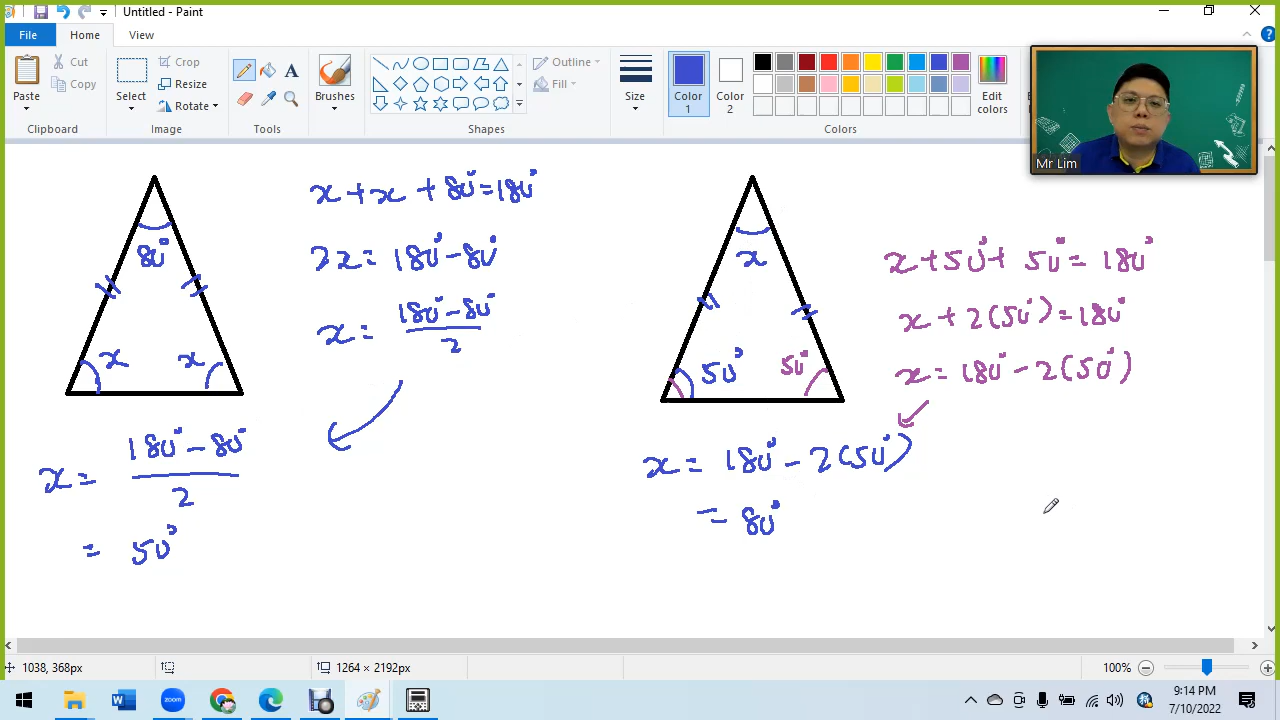 Untitled - Paint
File
Home
View
Paste
Cut
Copy
Clipboard
Select
Crop
Resize
Rotate
Image
Tools
Brushes
Shapes
Outline
Fill
Size
Color 1
Color 2
Edit colors
Colors
Mr Lim
80°
x
x
x + x + 80° = 180°
2x = 180° - 80°
x = 180° - 80° / 2
x = 180° - 80° / 2
= 50°
x
50°
50°
x + 50° + 50° = 180°
x + 2(50°) = 180°
x = 180° - 2(50°)
x = 180° - 2(50°)
= 80°
1038, 368px
1264 × 2192px
100%
zoom
9:14 PM
7/10/2022